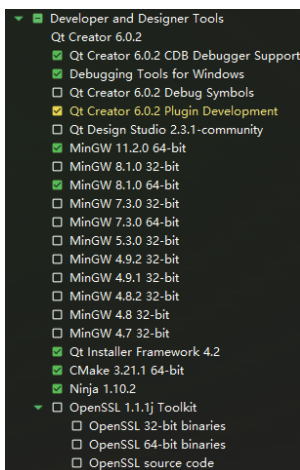 Developer and Designer Tools
Qt Creator 6.0.2
Qt Creator 6.0.2 CDB Debugger Support
Debugging Tools for Windows
Qt Creator 6.0.2 Debug Symbols
Qt Creator 6.0.2 Plugin Development
Qt Design Studio 2.3.1-community
MinGW 11.2.0 64-bit
MinGW 8.1.0 32-bit
MinGW 8.1.0 64-bit
MinGW 7.3.0 32-bit
MinGW 7.3.0 64-bit
MinGW 5.3.0 32-bit
MinGW 4.9.2 32-bit
MinGW 4.9.1 32-bit
MinGW 4.8.2 32-bit
MinGW 4.8 32-bit
MinGW 4.7 32-bit
Qt Installer Framework 4.2
CMake 3.21.1 64-bit
Ninja 1.10.2
OpenSSL 1.1.1j Toolkit
OpenSSL 32-bit binaries
OpenSSL 64-bit binaries
OpenSSL source code